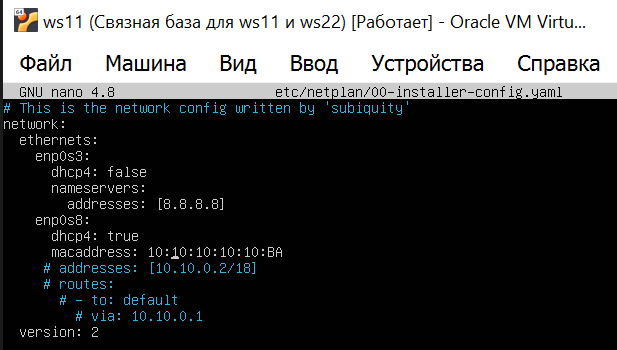 64
ws11 (Связная база для ws11 и ws22) [Работает] - Oracle VM Virtu...
Файл Машина Вид Ввод Устройства Справка
GNU nano 4.8 etc/netplan/00-installer-config.yaml
# This is the network config written by 'subiquity'
network:
  ethernets:
    enp0s3:
      dhcp4: false
      nameservers:
        addresses: [8.8.8.8]
    enp0s8:
      dhcp4: true
      macaddress: 10:10:10:10:10:BA
     # addresses: [10.10.0.2/18]
     # routes:
       # - to: default
         # via: 10.10.0.1
  version: 2